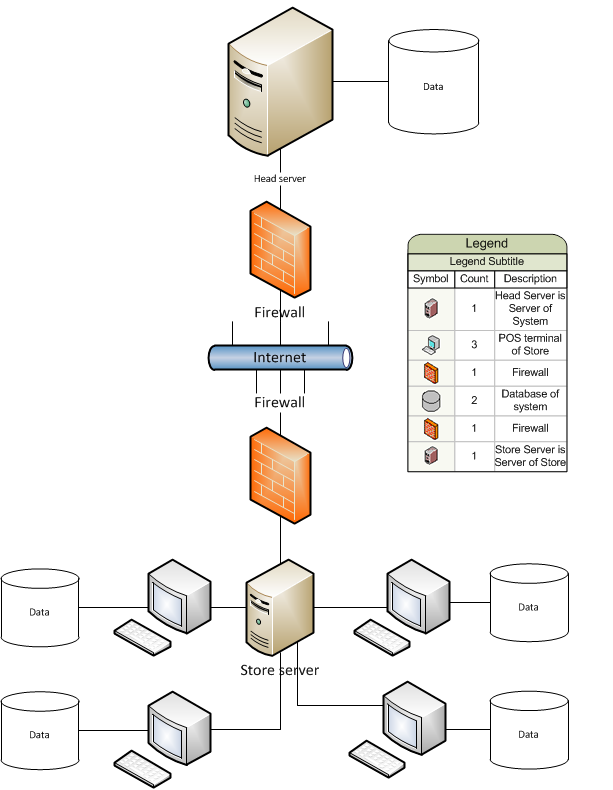 Data
Head server
Firewall
Internet
Firewall
Legend
Legend Subtitle
Symbol Count Description
1 Head Server is
Server of
System
3 POS terminal
of Store
1 Firewall
2 Database of
system
1 Firewall
1 Store Server is
Server of Store
Data
Data
Store server
Data
Data